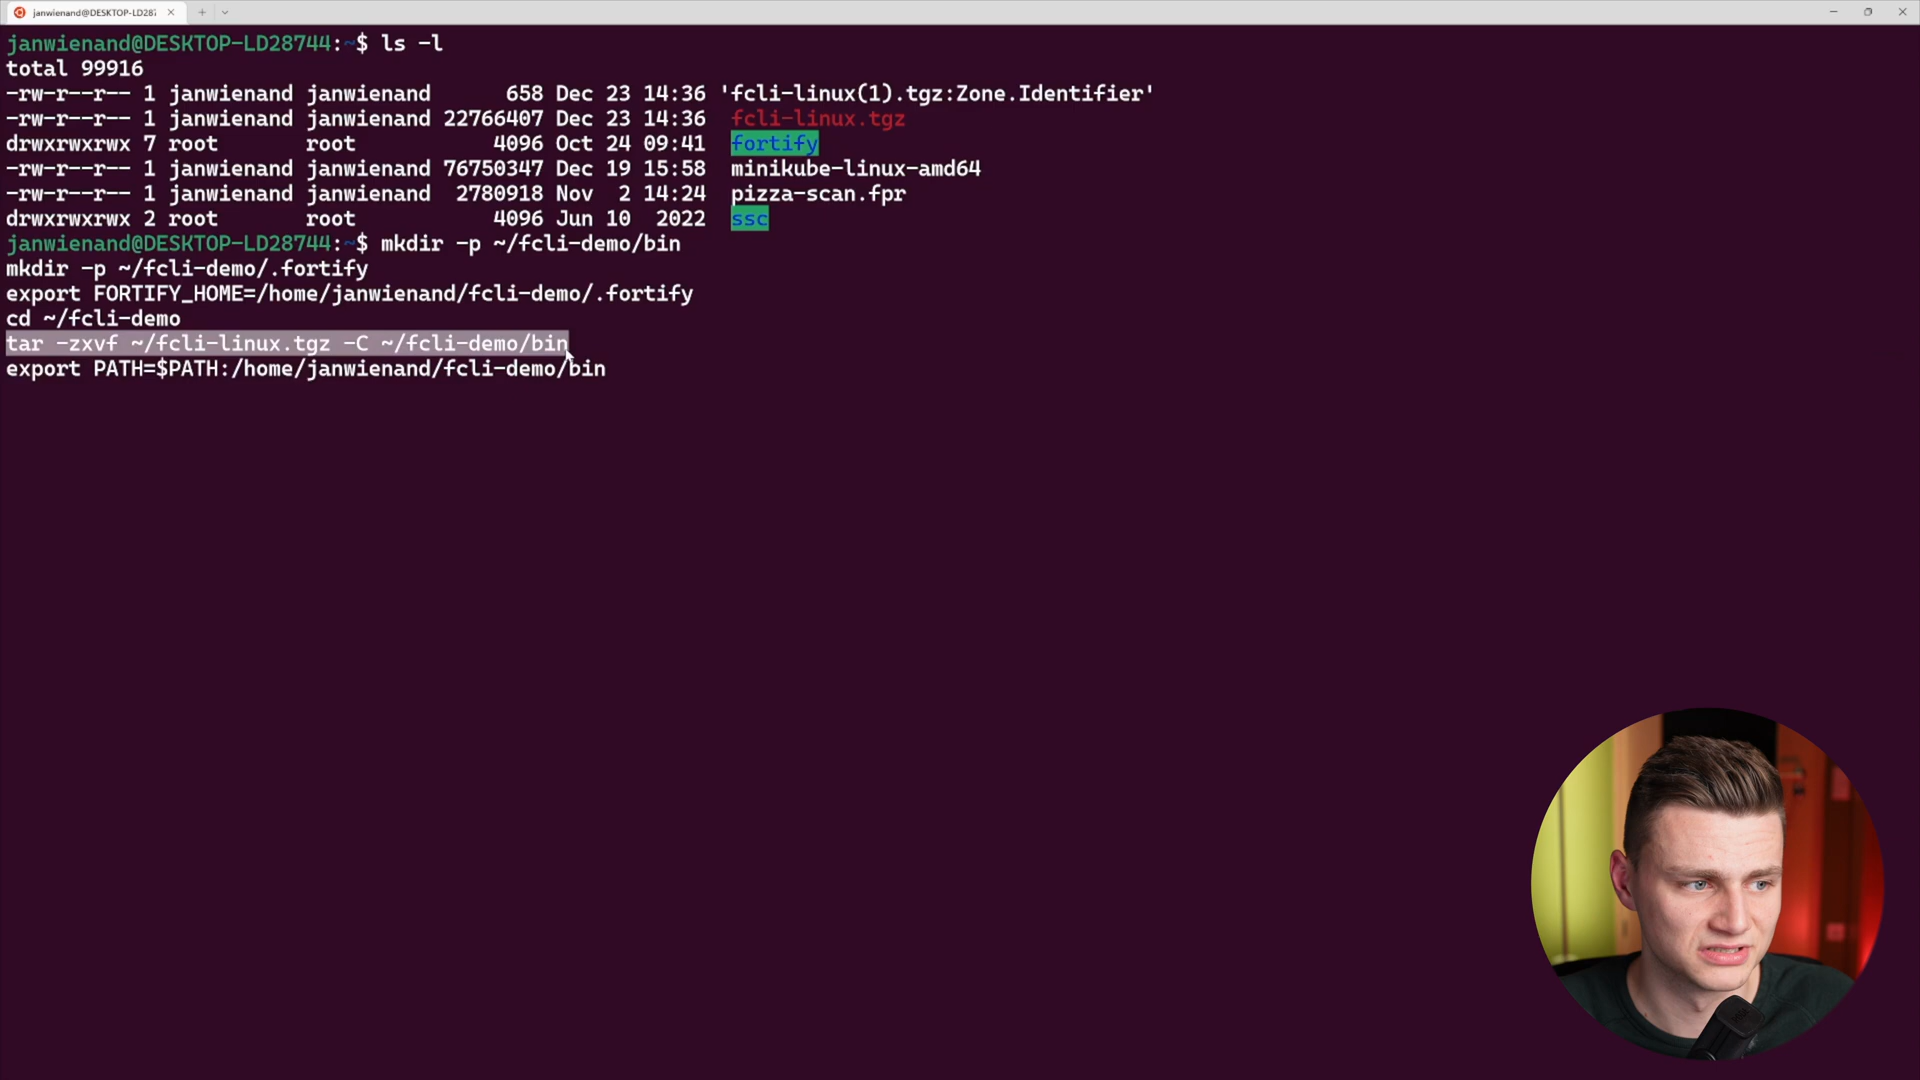 janwienand@DESKTOP-LD287
janwienand@DESKTOP-LD28744:~$ ls -l
total 99916
-rw-r--r-- 1 janwienand janwienand 658 Dec 23 14:36 'fcli-linux(1).tgz:Zone.Identifier'
-rw-r--r-- 1 janwienand janwienand 22766407 Dec 23 14:36 fcli-linux.tgz
drwxrwxrwx 7 root root 4096 Oct 24 09:41 fortify
-rw-r--r-- 1 janwienand janwienand 76750347 Dec 19 15:58 minikube-linux-amd64
-rw-r--r-- 1 janwienand janwienand 2780918 Nov 2 14:24 pizza-scan.fpr
drwxrwxrwx 2 root root 4096 Jun 10 2022 ssc
janwienand@DESKTOP-LD28744:~$ mkdir -p ~/fcli-demo/bin
mkdir -p ~/fcli-demo/.fortify
export FORTIFY_HOME=/home/janwienand/fcli-demo/.fortify
cd ~/fcli-demo
tar -zxvf ~/fcli-linux.tgz -C ~/fcli-demo/bin
export PATH=$PATH:/home/janwienand/fcli-demo/bin